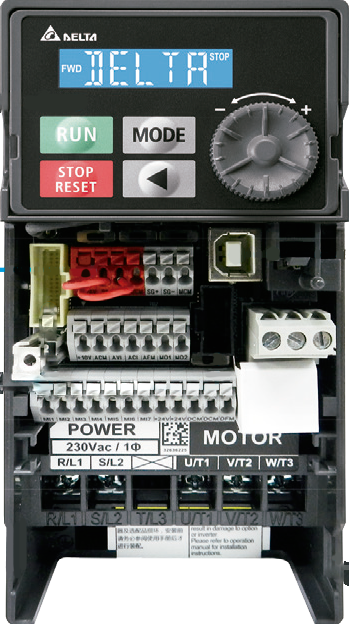 DELTA
FWD DELTA STOP
- +
RUN MODE
STOP
RESET
SG+ SG- MCM
+10V ACM AVI ACI AFM MO1 MO2
MI1 MI2 MI3 MI4 MI5 MI6 MI7 +24V +24V DCM DCM DFM
POWER
230Vac / 1Φ
MOTOR
R/L1 S/L2 U/T1 V/T2 W/T3
R/L1 S/L2 T/L3 U/T1 V/T2 W/T3
result in damage to option
or inverter.
Please refer to operation
manual for installation
instructions.